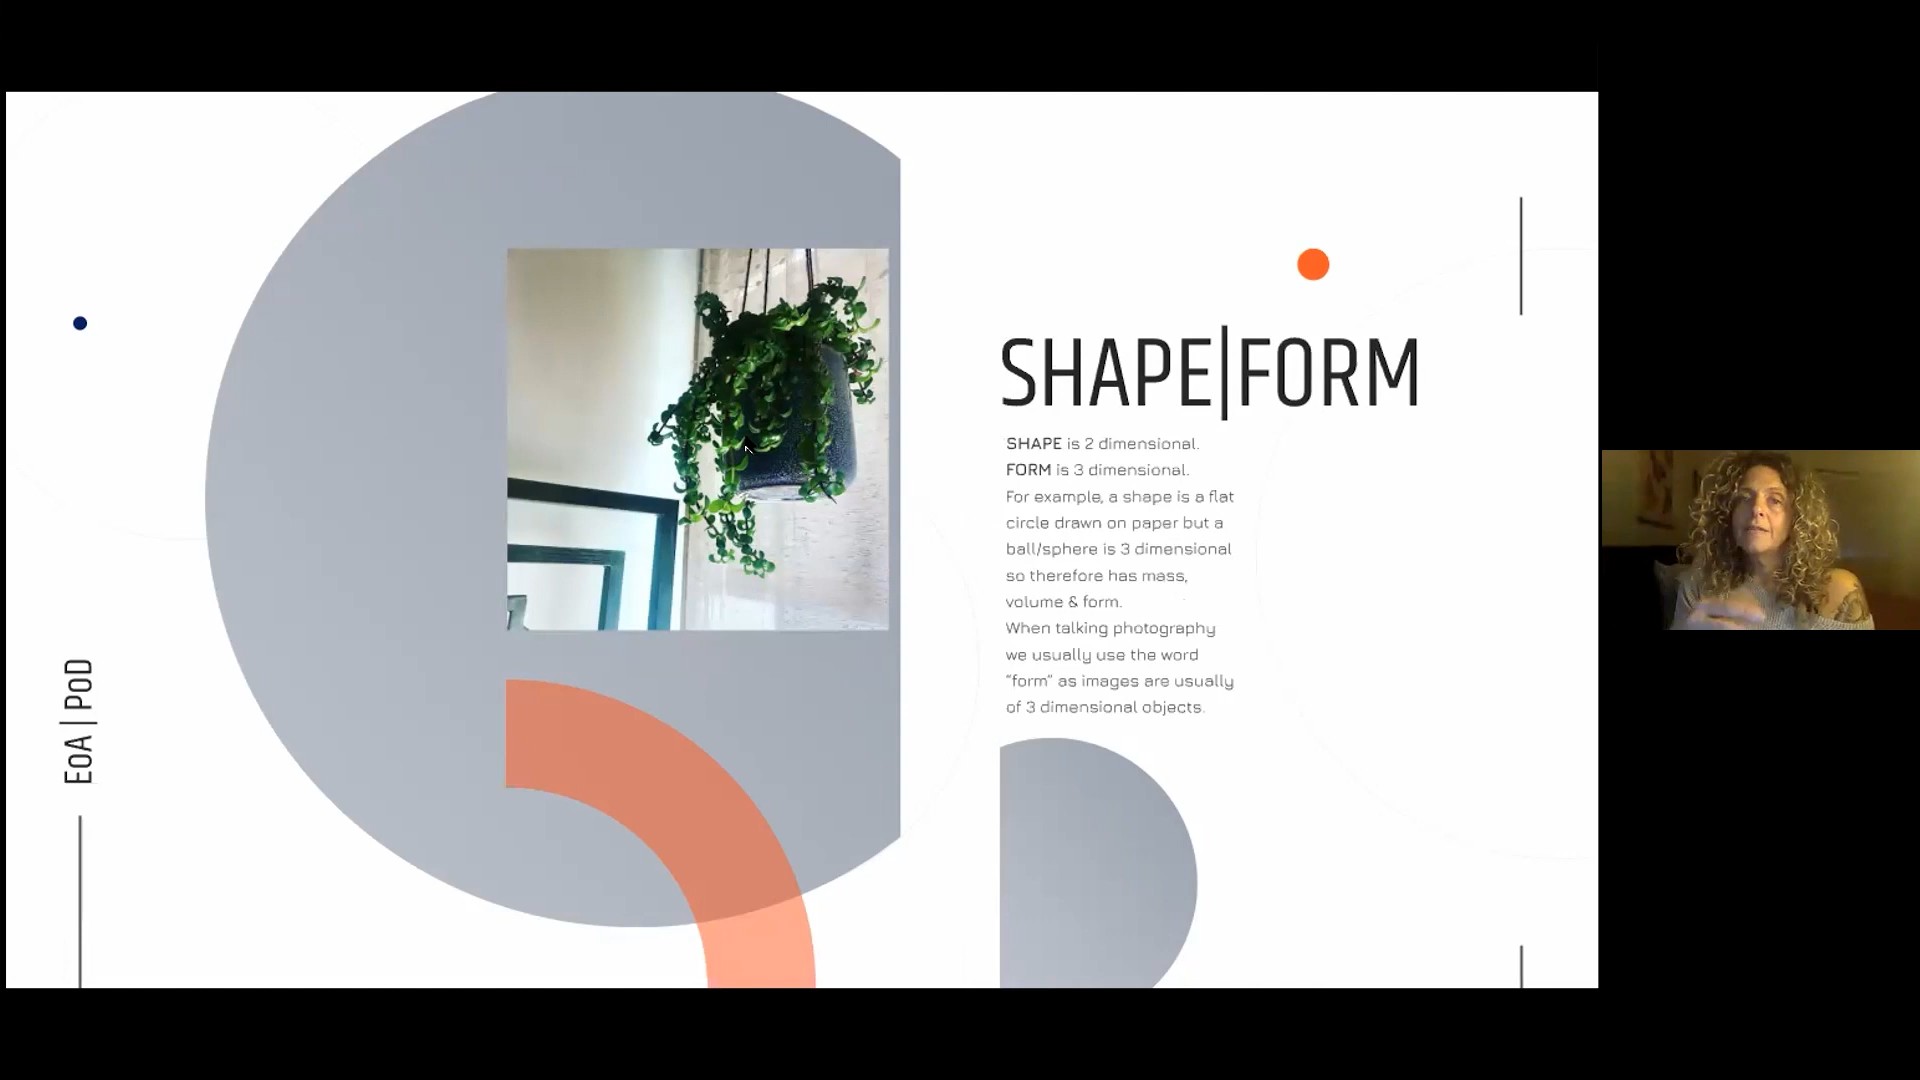 SHAPE|FORM
SHAPE is 2 dimensional.
FORM is 3 dimensional.
For example, a shape is a flat
circle drawn on paper but a
ball/sphere is 3 dimensional
so therefore has mass,
volume & form.
When talking photography
we usually use the word
"form" as images are usually
of 3 dimensional objects.
EoA | PoD